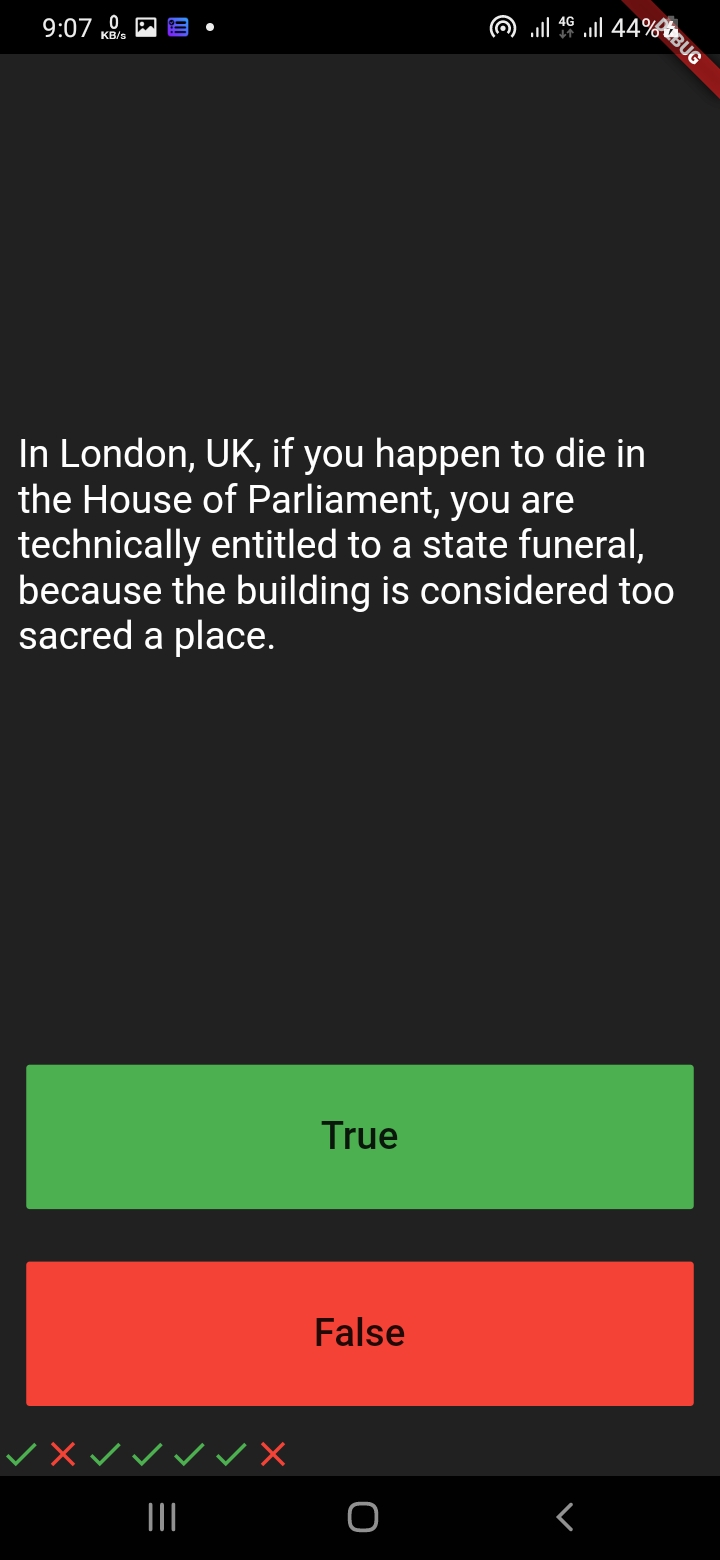 9:07 0 KB/s 4G 44%
DEBUG
In London, UK, if you happen to die in
the House of Parliament, you are
technically entitled to a state funeral,
because the building is considered too
sacred a place.
True
False